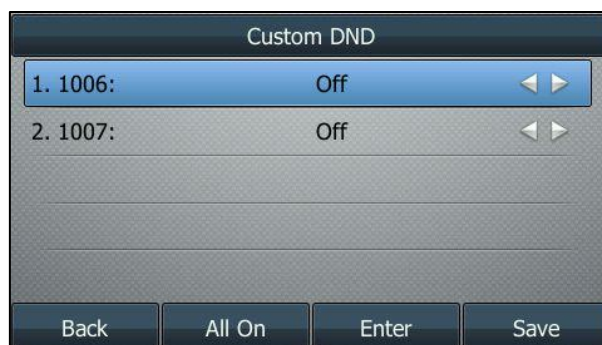 Custom DND
1. 1006: Off
2. 1007: Off
Back All On Enter Save